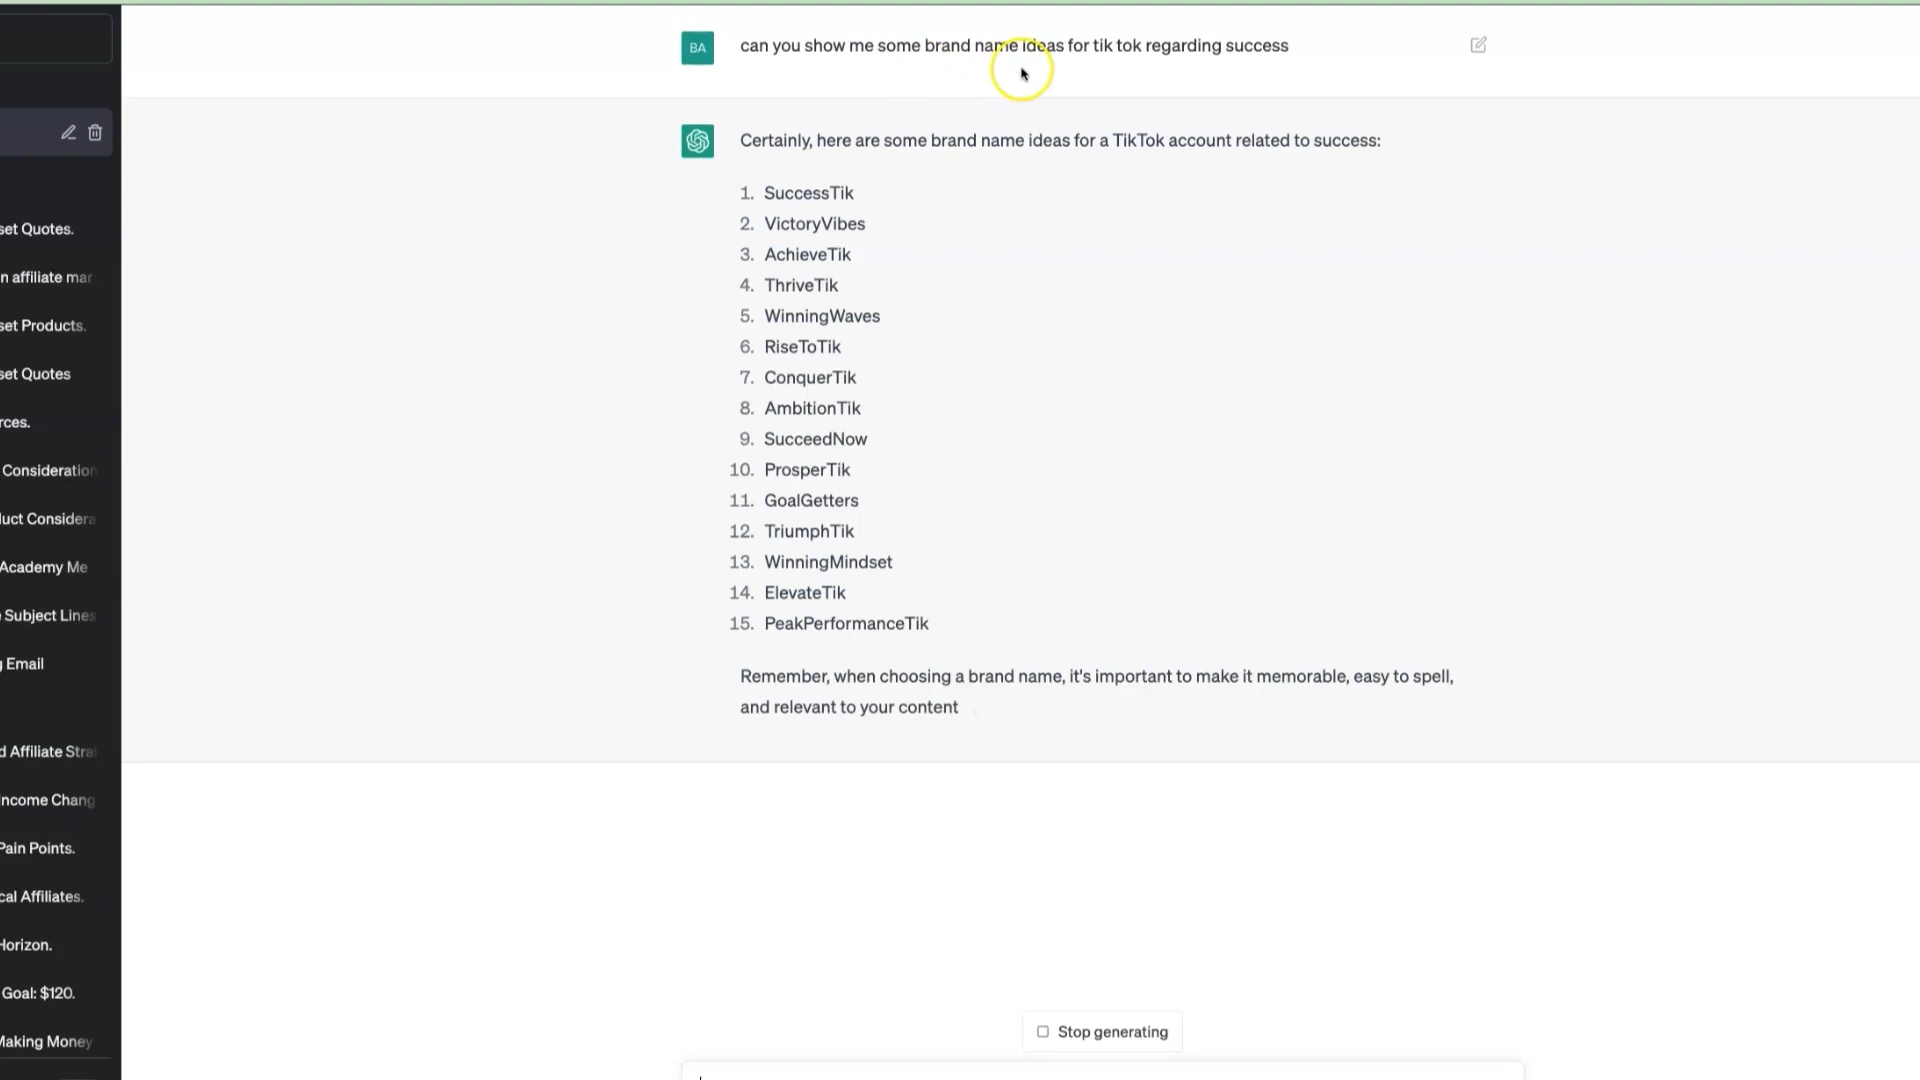 BA
can you show me some brand name ideas for tik tok regarding success
Certainly, here are some brand name ideas for a TikTok account related to success:
1. SuccessTik
2. VictoryVibes
3. AchieveTik
4. ThriveTik
5. WinningWaves
6. RiseToTik
7. ConquerTik
8. AmbitionTik
9. SucceedNow
10. ProsperTik
11. GoalGetters
12. TriumphTik
13. WinningMindset
14. ElevateTik
15. PeakPerformanceTik
Remember, when choosing a brand name, it's important to make it memorable, easy to spell,
and relevant to your content
Stop generating
set Quotes.
n affiliate mar
set Products.
set Quotes
rces.
Consideration
luct Considera
Academy Me
Subject Lines
g Email
d Affiliate Stra
Income Chang
Pain Points.
cal Affiliates.
Horizon.
Goal: $120.
Making Money